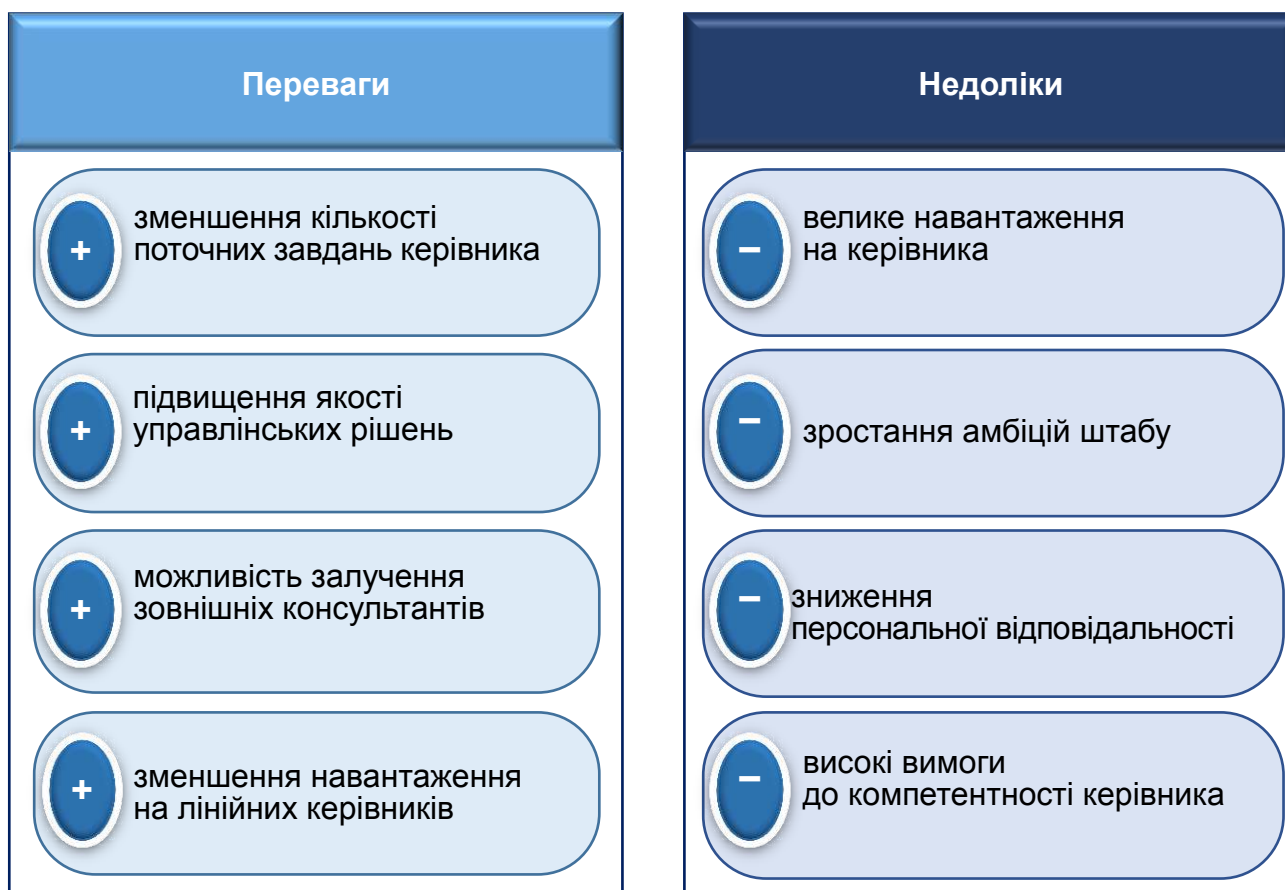 Переваги
+
зменшення кількості
поточних завдань керівника
+
підвищення якості
управлінських рішень
+
можливість залучення
зовнішніх консультантів
+
зменшення навантаження
на лінійних керівників
Недоліки
–
велике навантаження
на керівника
–
зростання амбіцій штабу
–
зниження
персональної відповідальності
–
високі вимоги
до компетентності керівника